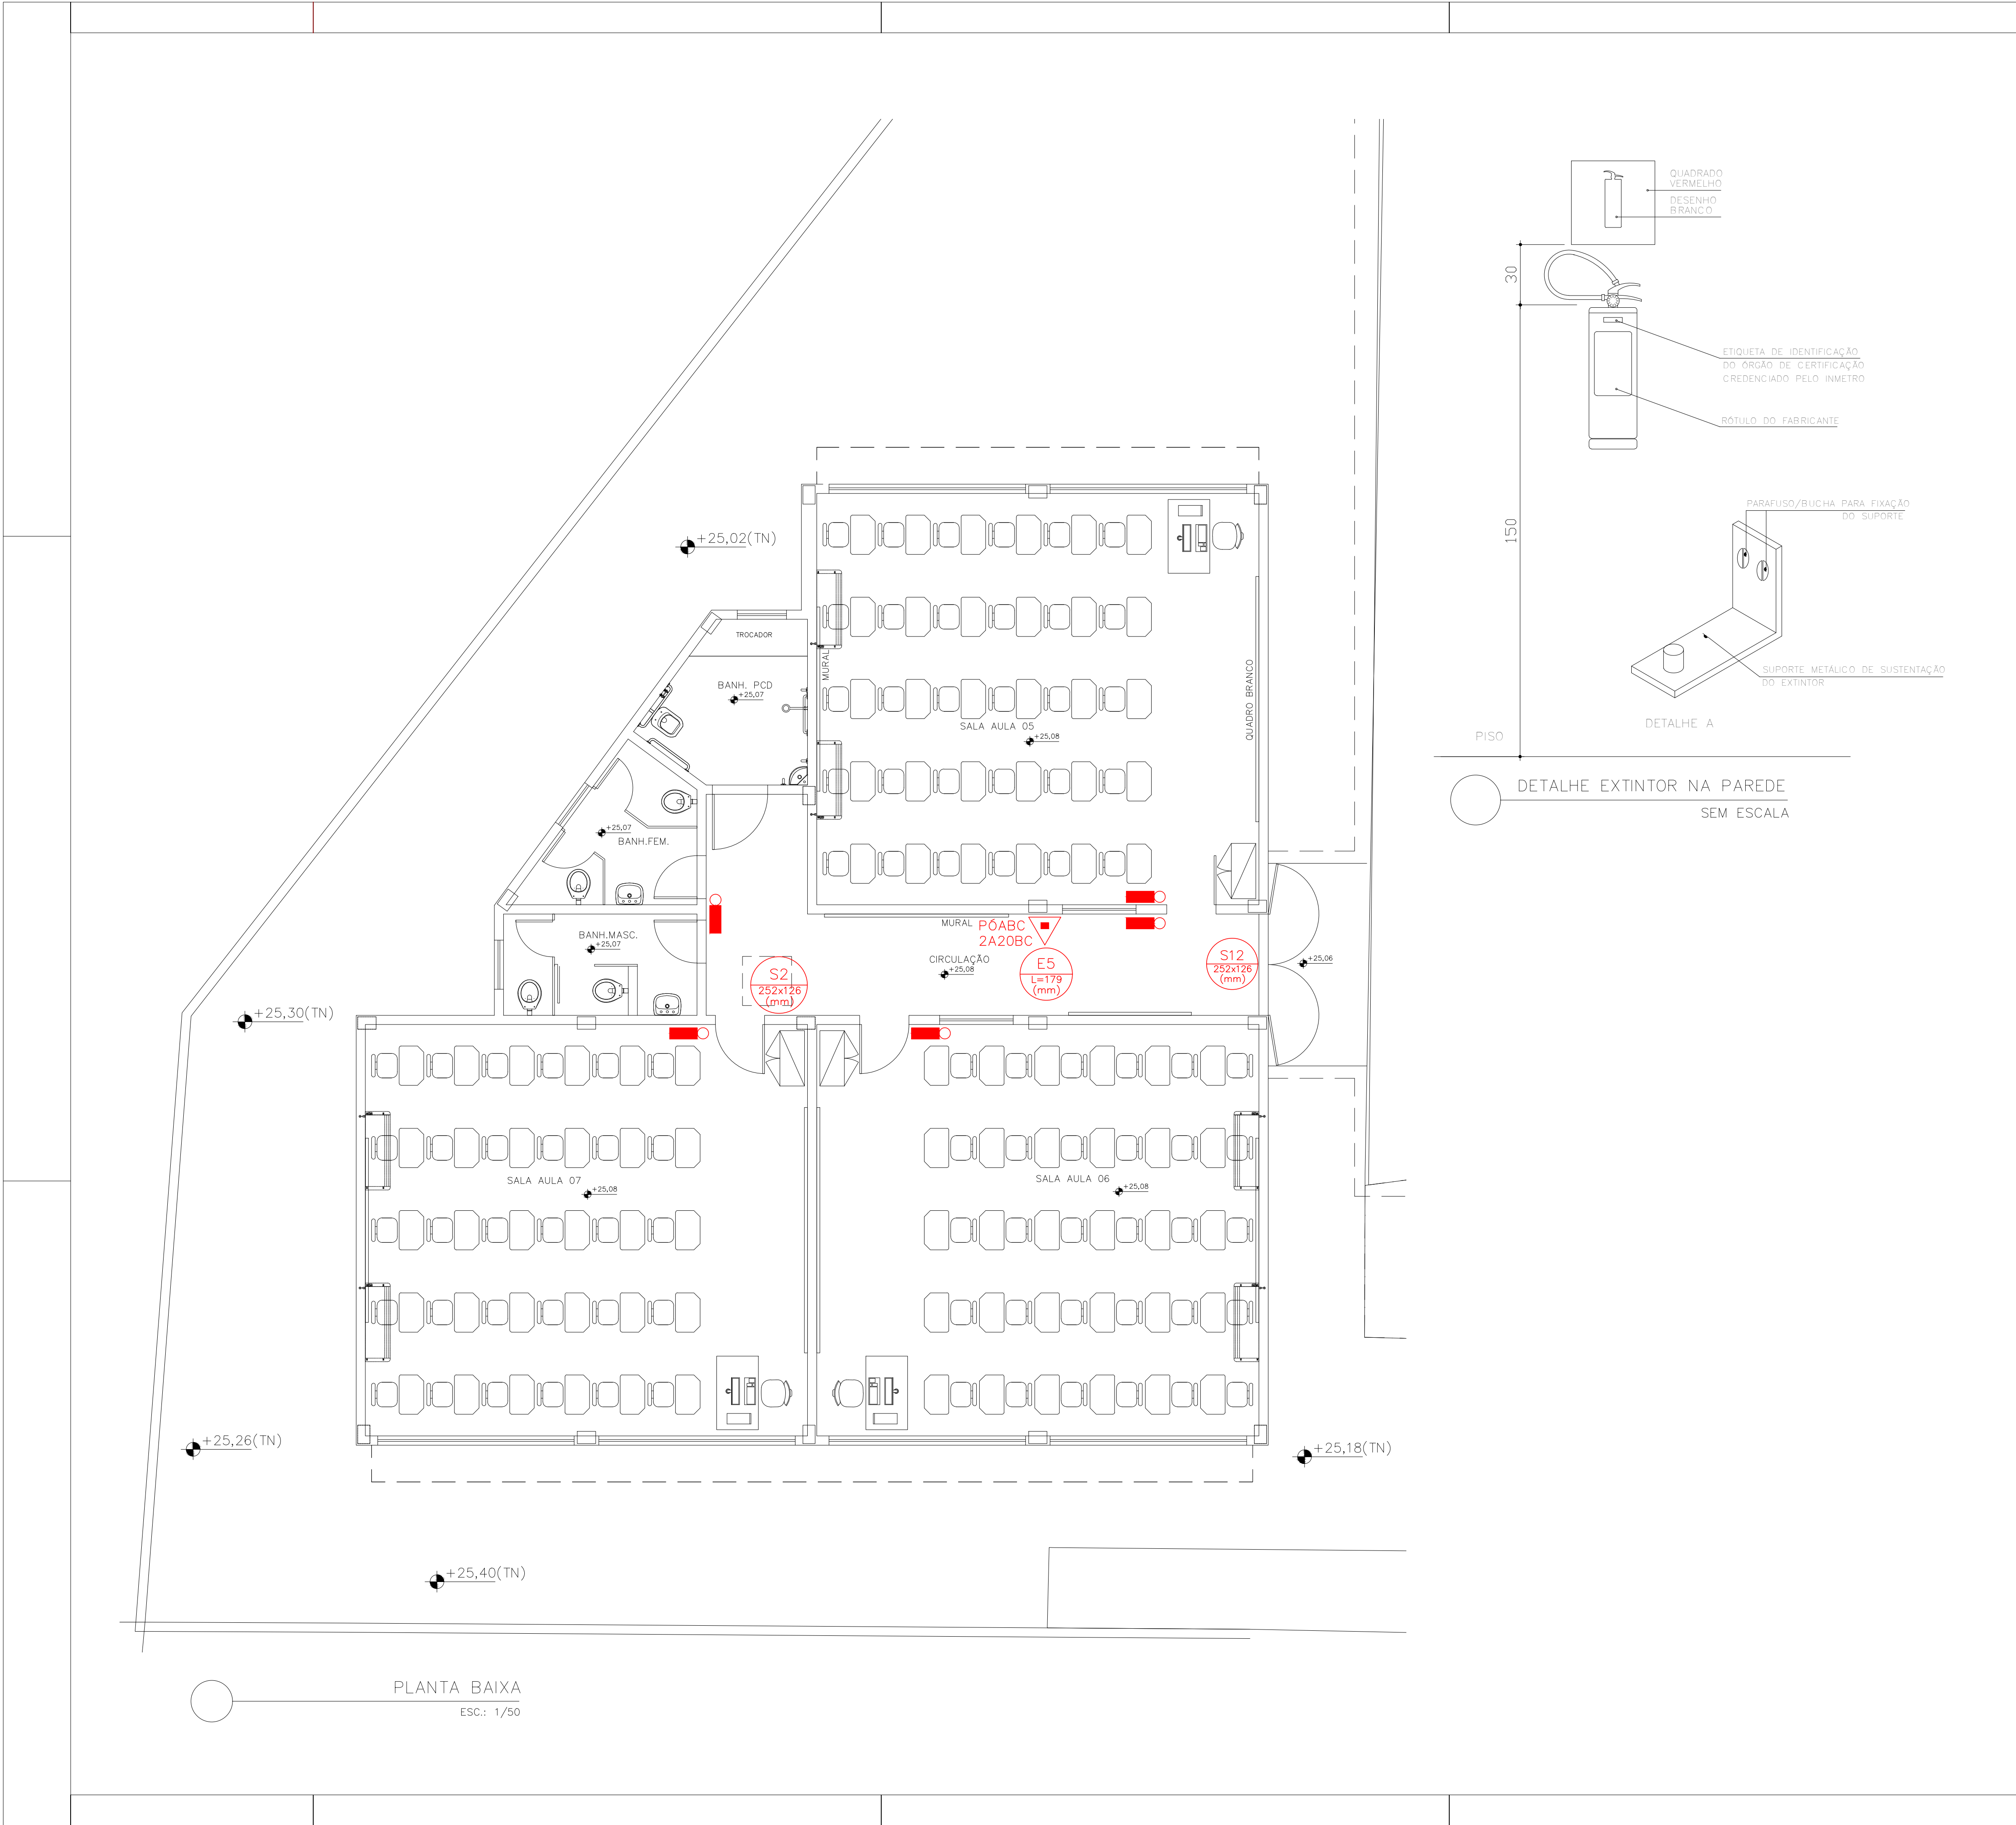 QUADRADO
VERMELHO
DESENHO
BRANCO
30
ETIQUETA DE IDENTIFICAÇÃO
DO ÓRGÃO DE CERTIFICAÇÃO
CREDENCIADO PELO INMETRO
RÓTULO DO FABRICANTE
150
PARAFUSO/BUCHA PARA FIXAÇÃO
DO SUPORTE
SUPORTE METÁLICO DE SUSTENTAÇÃO
DO EXTINTOR
DETALHE A
PISO
DETALHE EXTINTOR NA PAREDE
SEM ESCALA
+25,02(TN)
TROCADOR
MURAL
BANH. PCD
+25,07
QUADRO BRANCO
SALA AULA 05
+25,08
+25,07
BANH.FEM.
MURAL
PÓABC
2A20BC
BANH.MASC.
+25,07
CIRCULAÇÃO
+25,08
E5
L=179
(mm)
S12
252x126
(mm)
+25,06
S2
252x126
(mm)
+25,30(TN)
SALA AULA 07
+25,08
SALA AULA 06
+25,08
+25,26(TN)
+25,18(TN)
+25,40(TN)
PLANTA BAIXA
ESC.: 1/50